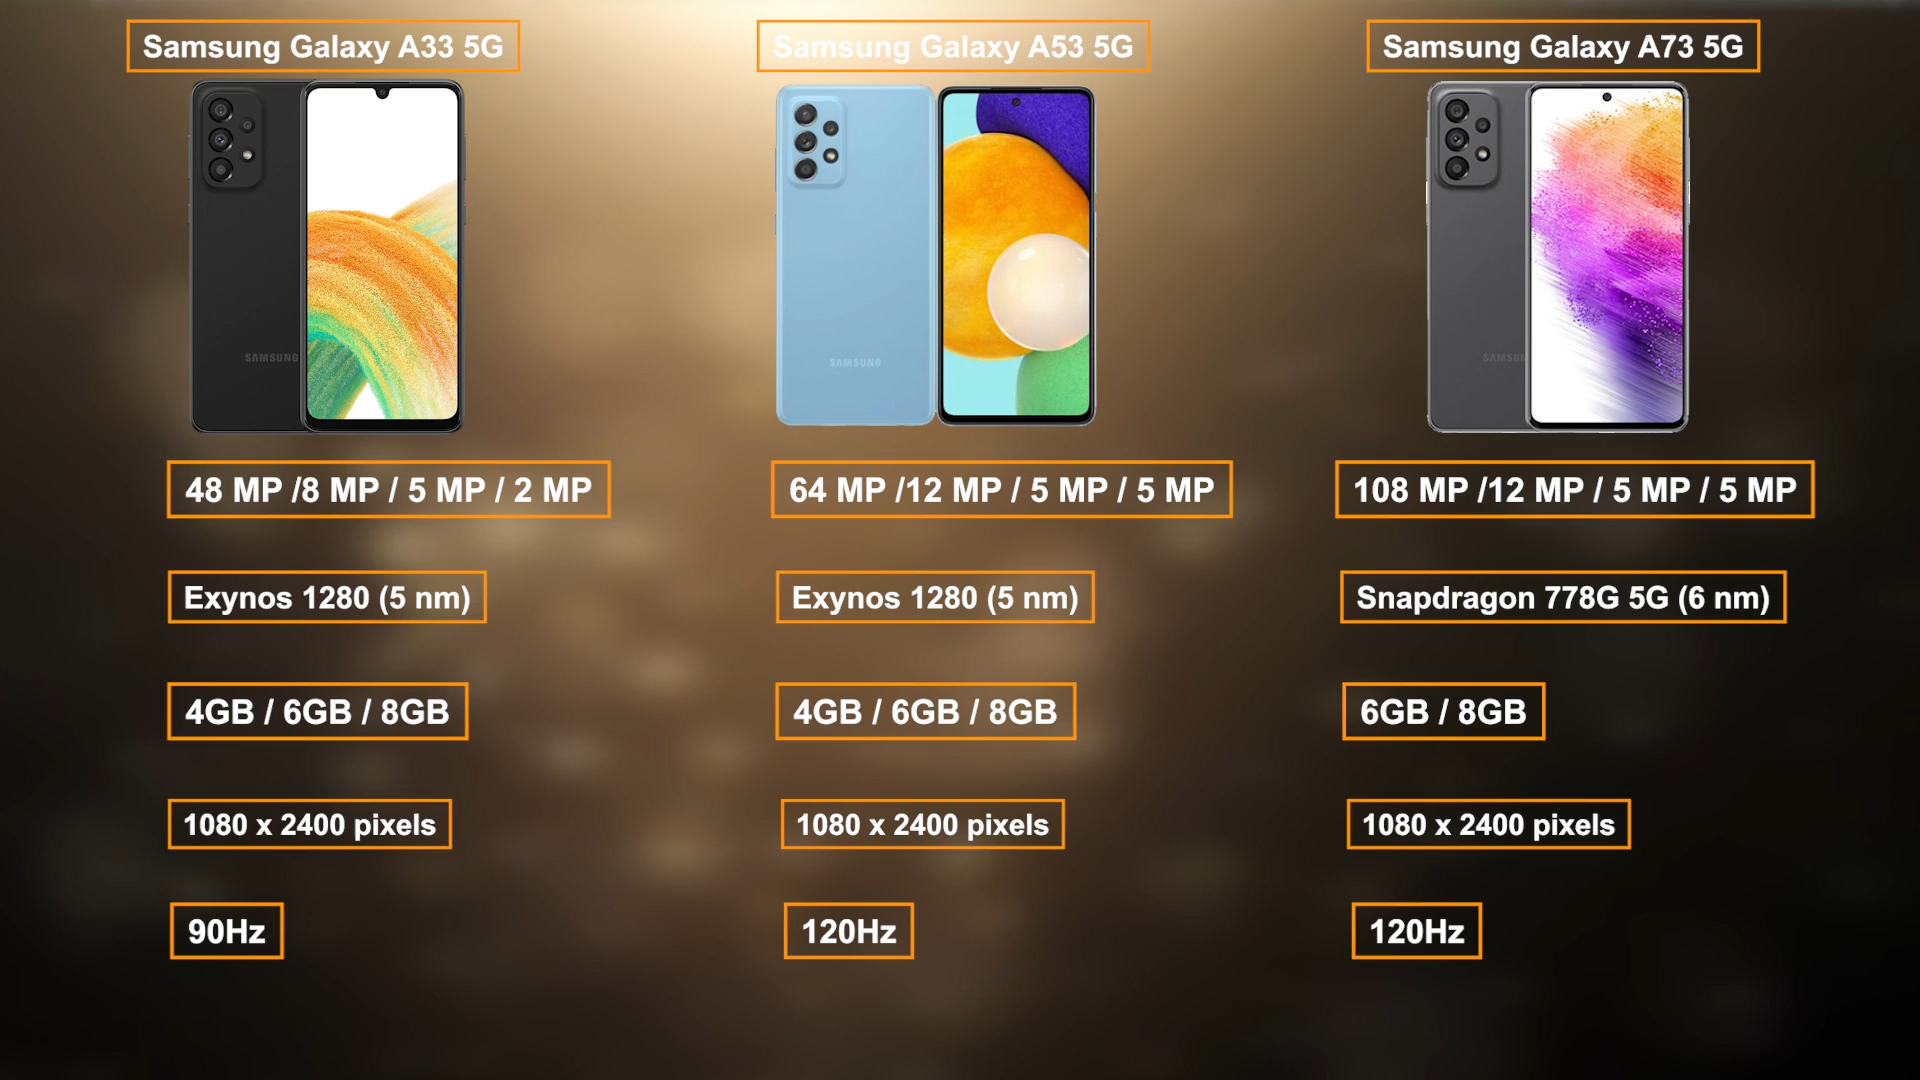 Samsung Galaxy A33 5G
Samsung Galaxy A53 5G
Samsung Galaxy A73 5G
SAMSUNG
SAMSUNG
SAMSUN
48 MP /8 MP / 5 MP / 2 MP
64 MP /12 MP / 5 MP / 5 MP
108 MP /12 MP / 5 MP / 5 MP
Exynos 1280 (5 nm)
Exynos 1280 (5 nm)
Snapdragon 778G 5G (6 nm)
4GB / 6GB / 8GB
4GB / 6GB / 8GB
6GB / 8GB
1080 x 2400 pixels
1080 x 2400 pixels
1080 x 2400 pixels
90Hz
120Hz
120Hz